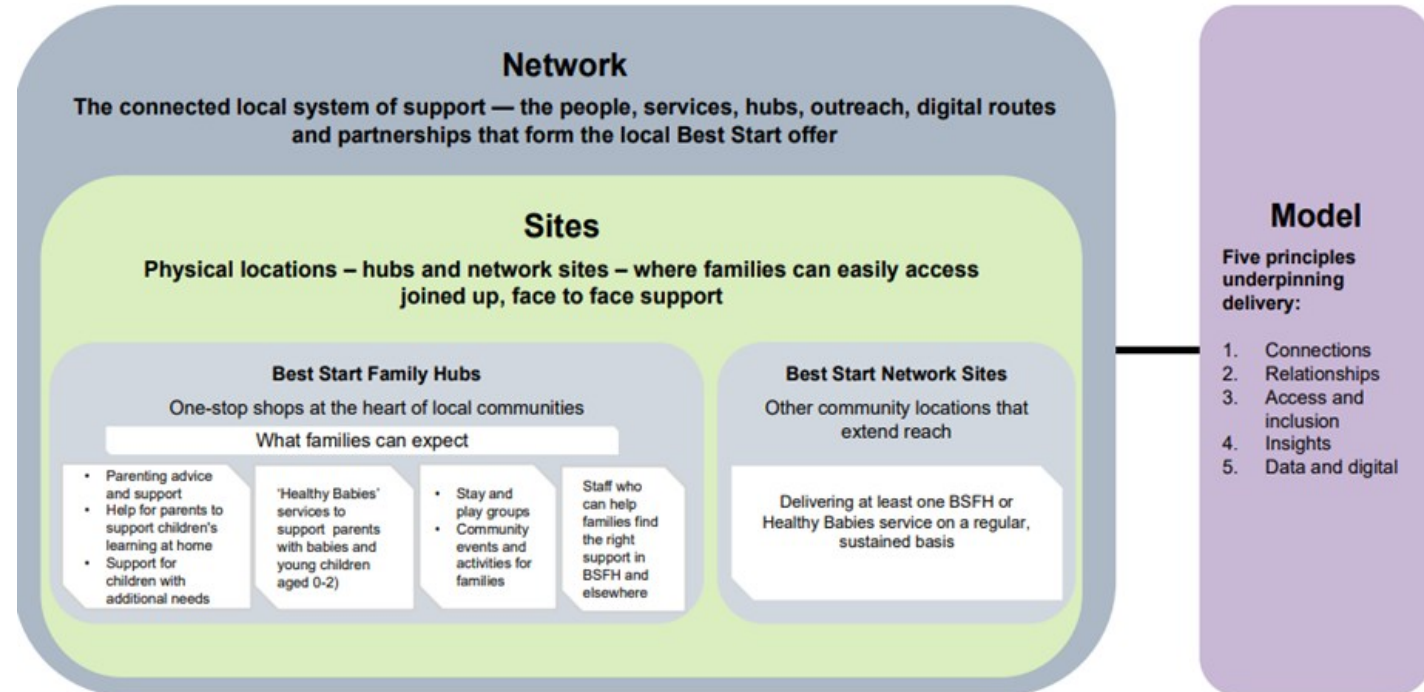 Network
The connected local system of support — the people, services, hubs, outreach, digital routes
and partnerships that form the local Best Start offer
Sites
Physical locations – hubs and network sites – where families can easily access
joined up, face to face support
Best Start Family Hubs
One-stop shops at the heart of local communities
What families can expect
• Parenting advice
and support
• Help for parents to
support children's
learning at home
• Support for
children with
additional needs
'Healthy Babies'
services to
support parents
with babies and
young children
aged 0-2)
• Stay and
play groups
• Community
events and
activities for
families
Staff who
can help
families find
the right
support in
BSFH and
elsewhere
Best Start Network Sites
Other community locations that
extend reach
Delivering at least one BSFH or
Healthy Babies service on a regular,
sustained basis
Model
Five principles
underpinning
delivery:
1. Connections
2. Relationships
3. Access and
inclusion
4. Insights
5. Data and digital